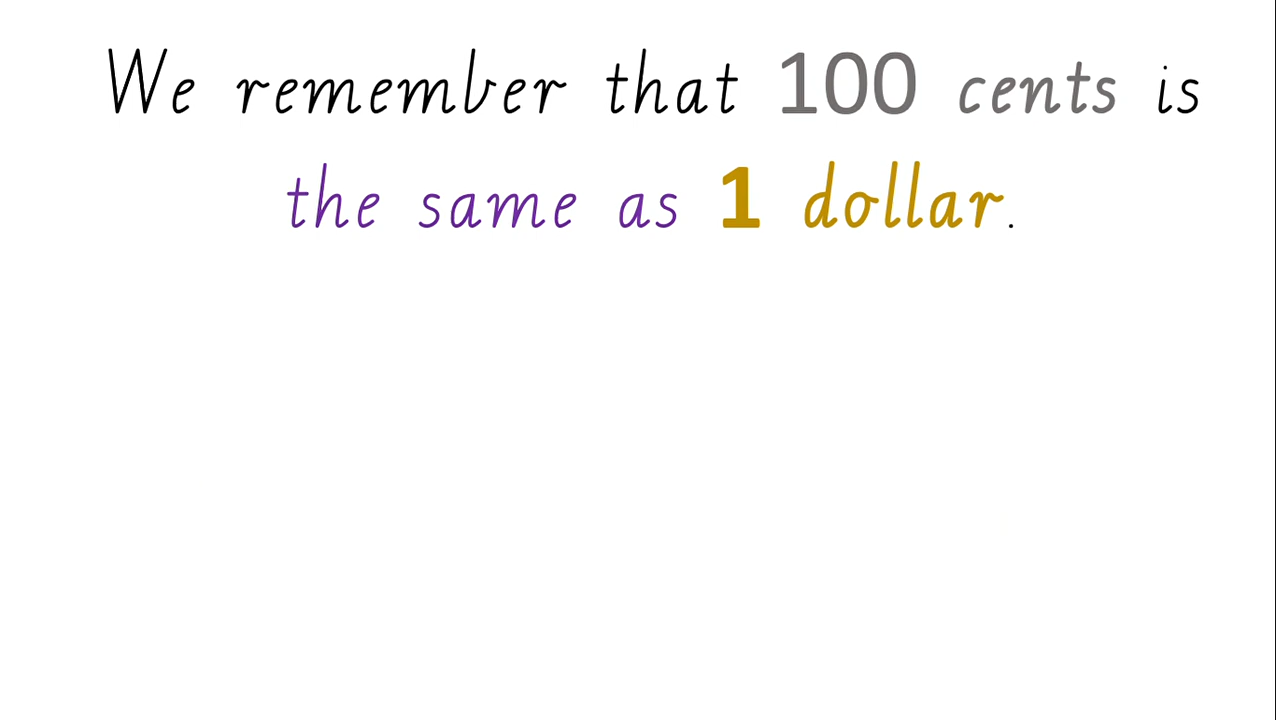 We remember that 100 cents is
the same as 1 dollar.